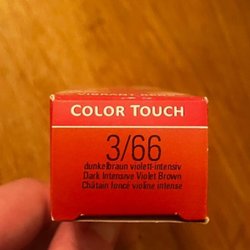 COLOR TOUCH
3/66
dunkelbraun violett-intensiv
Dark Intensive Violet Brown
Châtain foncé violine intense